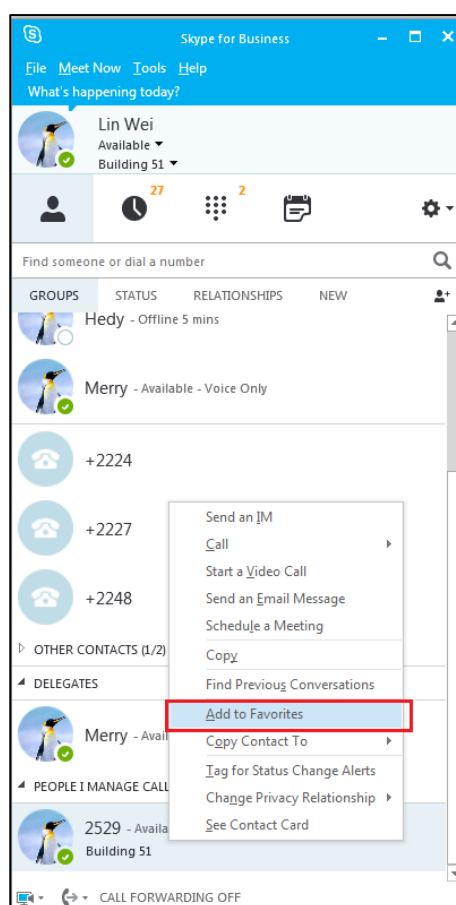 Skype for Business
File Meet Now Tools Help
What's happening today?
Lin Wei
Available
Building 51
27
2
Find someone or dial a number
GROUPS STATUS RELATIONSHIPS NEW
Hedy - Offline 5 mins
Merry - Available - Voice Only
+2224
+2227
+2248
OTHER CONTACTS (1/2)
DELEGATES
Merry - Avail
PEOPLE I MANAGE CALL
2529 - Availa
Building 51
Send an IM
Call
Start a Video Call
Send an Email Message
Schedule a Meeting
Copy
Find Previous Conversations
Add to Favorites
Copy Contact To
Tag for Status Change Alerts
Change Privacy Relationship
See Contact Card
CALL FORWARDING OFF